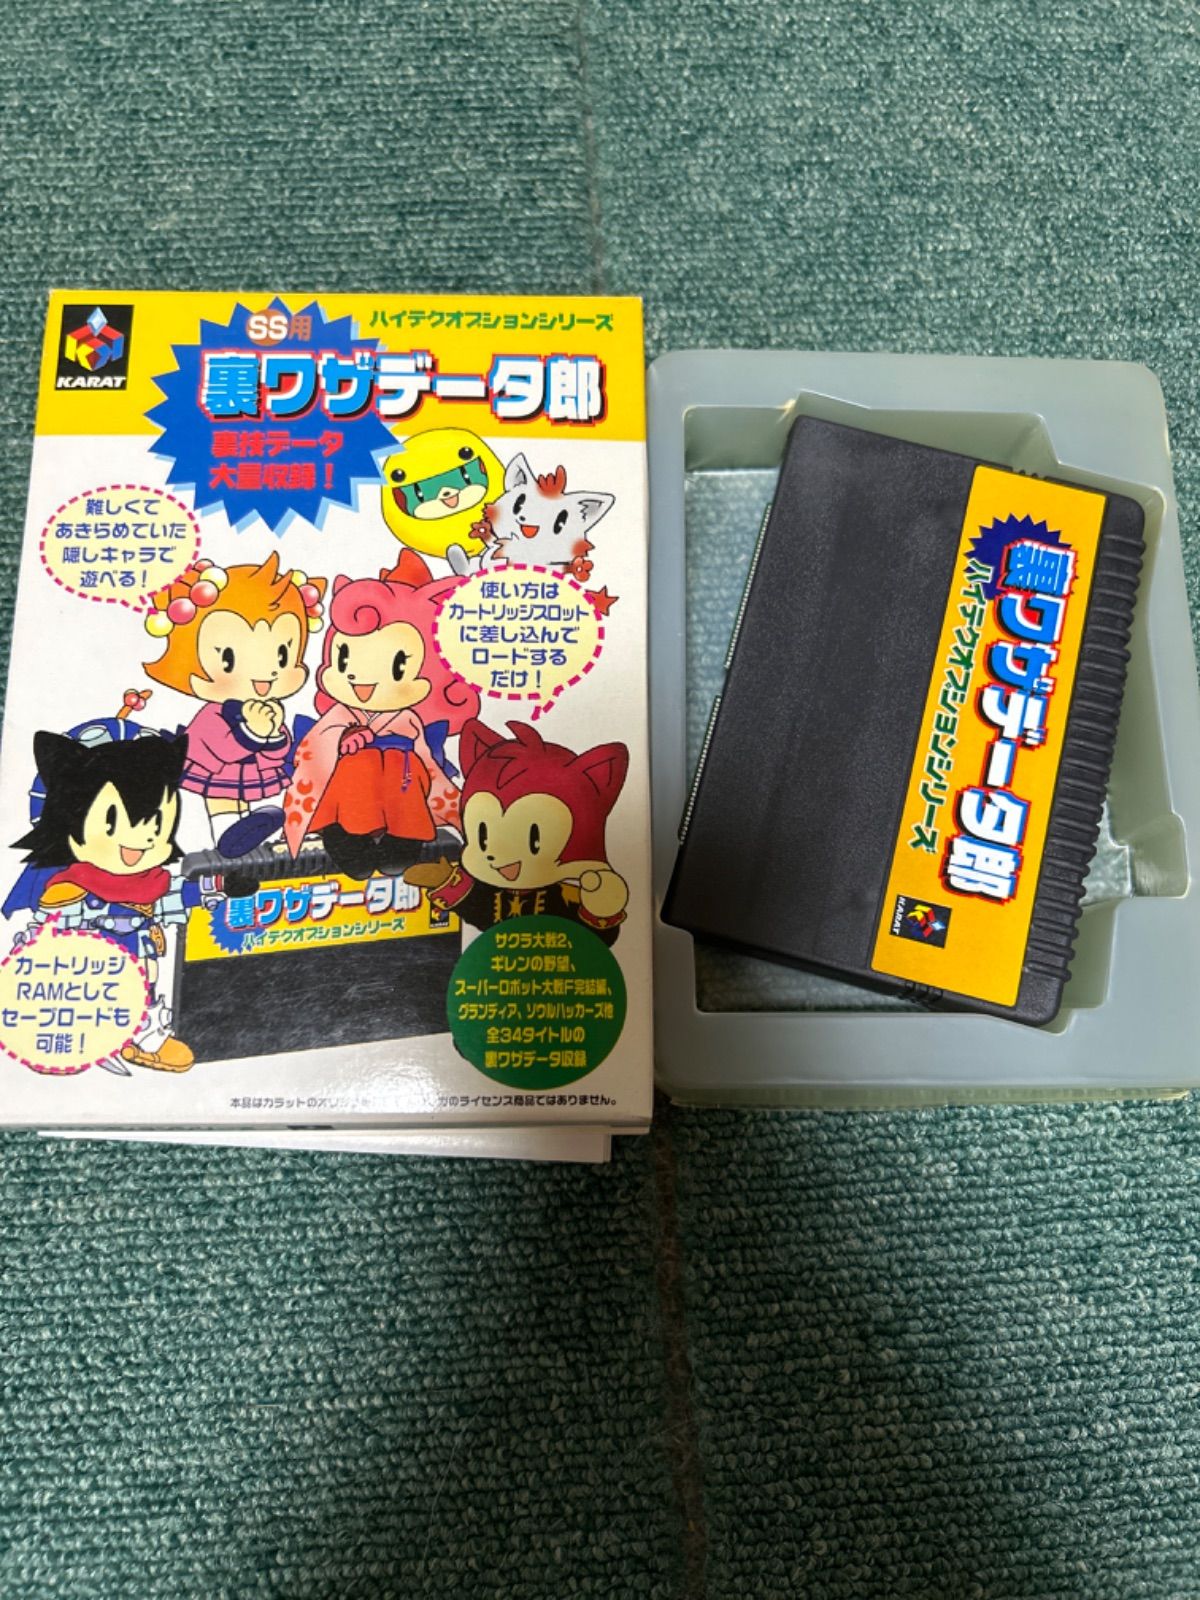 KARAT
SS用
ハイテクオプションシリーズ
裏ワザデータ郎
裏技データ
大量収録!
難しくて
あきらめていた
隠しキャラで
遊べる!
使い方は
カートリッジスロット
に差し込んで
ロードする
だけ!
裏ワザデータ郎
ハイテクオプションシリーズ
KARAT
カートリッジ
RAMとして
セーブロードも
可能!
サクラ大戦2、
ギレンの野望、
スーパーロボット大戦F完結編、
グランディア、ソウルハッカーズ他
全34タイトルの
裏ワザデータ収録
本品はカラットのオリジ
のライセンス商品ではありません。
裏ワザデータ郎
ハイテクオプションシリーズ
KARAT